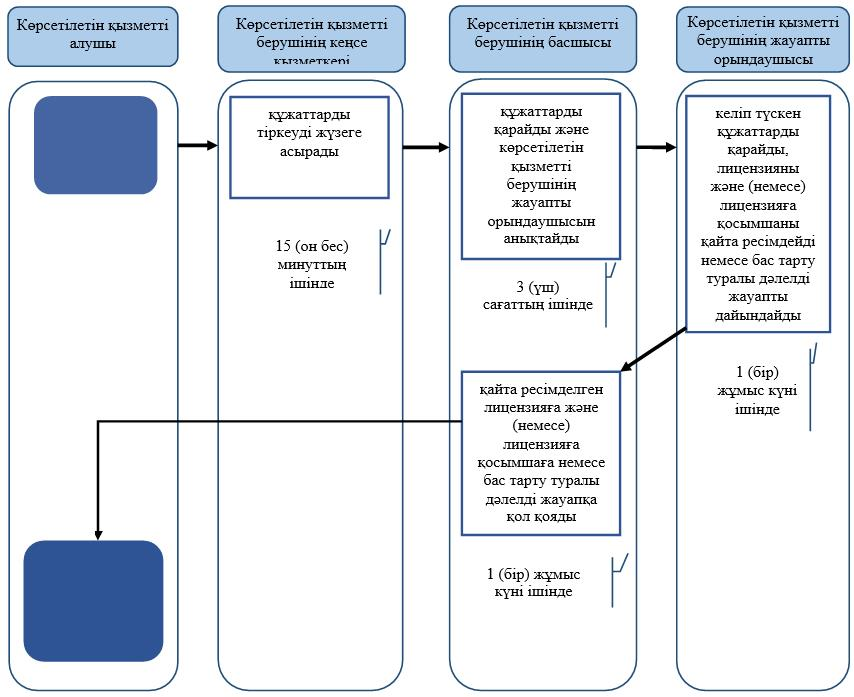 Көрсетілетін қызметті
алушы
Көрсетілетін қызметті
берушінің кеңсе
қызметкері
Көрсетілетін қызметті
берушінің басшысы
Көрсетілетін қызметті
берушінің жауапты
орындаушысы
құжаттарды
тіркеуді жүзеге
асырады
15 (он бес)
минуттың
ішінде
құжаттарды
қарайды және
көрсетілетін
қызметті
берушінің
жауапты
орындаушысын
анықтайды
3 (үш)
сағаттың ішінде
келіп түскен
құжаттарды
қарайды,
лицензияны
және (немесе)
лицензияға
қосымшаны
қайта ресімдейді
немесе бас тарту
туралы дәлелді
жауапты
дайындайды
1 (бір)
жұмыс күні
ішінде
қайта ресімделген
лицензияға және
(немесе)
лицензияға
қосымшаға немесе
бас тарту туралы
дәлелді жауапқа
қол қояды
1 (бір) жұмыс
күні ішінде